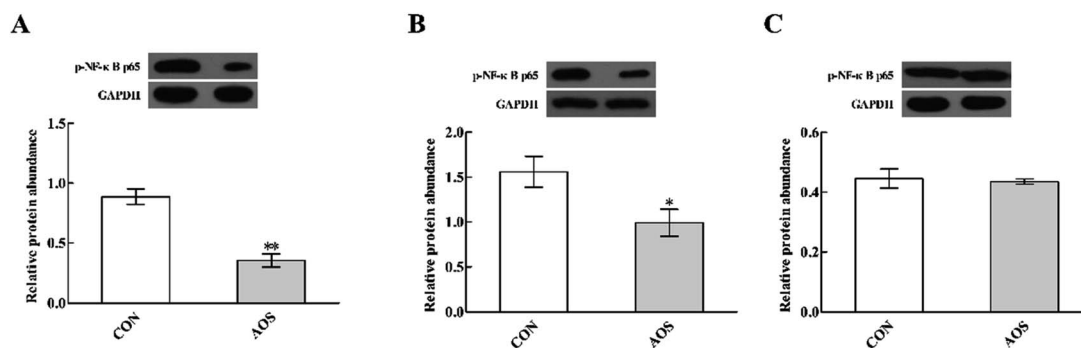 A
p-NF-κ B p65
GAPDH
Relative protein abundance
1.5
1.0
0.5
0.0
**
CON
AOS
B
p-NF-κ B p65
GAPDH
Relative protein abundance
2.0
1.5
1.0
0.5
0.0
*
CON
AOS
C
p-NF-κ B p65
GAPDH
Relative protein abundance
0.6
0.4
0.2
0.0
CON
AOS